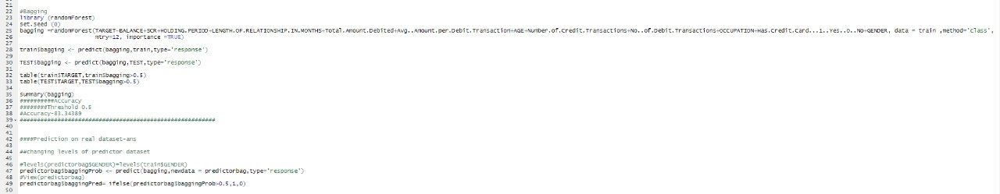 21
22 #Bagging
23 library (randomForest)
24 set.seed (0)
25 bagging =randomForest(TARGET~BALANCE+SCR+HOLDING.PERIOD+LENGTH.OF.RELATIONSHIP.IN.MONTHS+Total.Amount.Debited+Avg..Amount.per.Debit.Transaction+AGE+Number.of.Credit.Transactions+No..of.Debit.Transactions+OCCUPATION+Has.Credit.Card...1..Yes..0..No+GENDER, data = train ,method='class',
26 mtry=12, importance =TRUE)
27
28 train$bagging <- predict(bagging,train,type='response')
29
30 TEST$bagging <- predict(bagging,TEST,type='response')
31
32 table(train$TARGET,train$bagging>0.5)
33 table(TEST$TARGET,TEST$bagging>0.5)
34
35 summary(bagging)
36 ##########Accuracy
37 ########Threshold 0.5
38 #Accuracy-83.34389
39 ##########################################################
40
41
42 ####Prediction on real dataset-ans
43
44 ##changing levels of predictor dataset
45
46 #levels(predictorbag$GENDER)=levels(train$GENDER)
47 predictorbag$baggingProb <- predict(bagging,newdata = predictorbag,type='response')
48 #View(predictorbag)
49 predictorbag$baggingPred= ifelse(predictorbag$baggingProb>0.5,1,0)
50